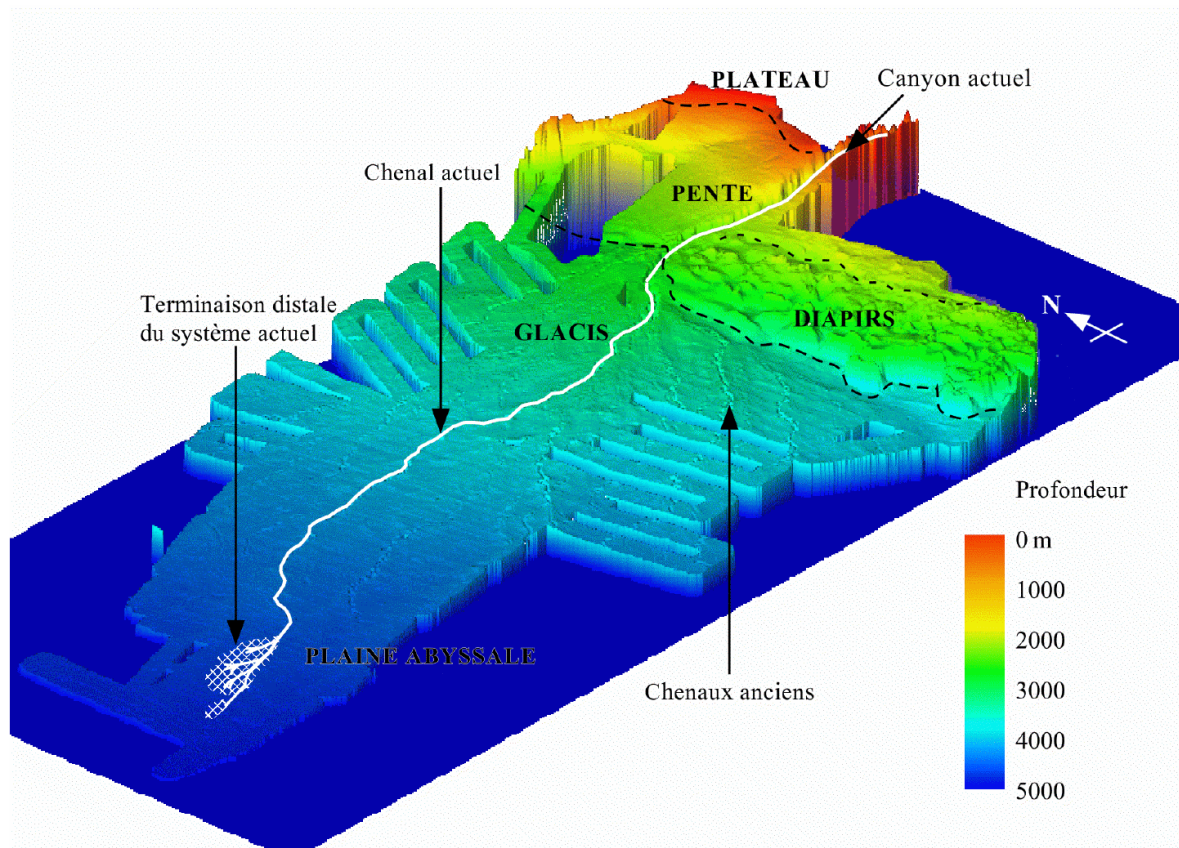 PLATEAU
Canyon actuel
Chenal actuel
PENTE
Terminaison distale
du système actuel
GLACIS
DIAPIRS
N
PLAINE ABYSSALE
Chenaux anciens
Profondeur
0 m
1000
2000
3000
4000
5000